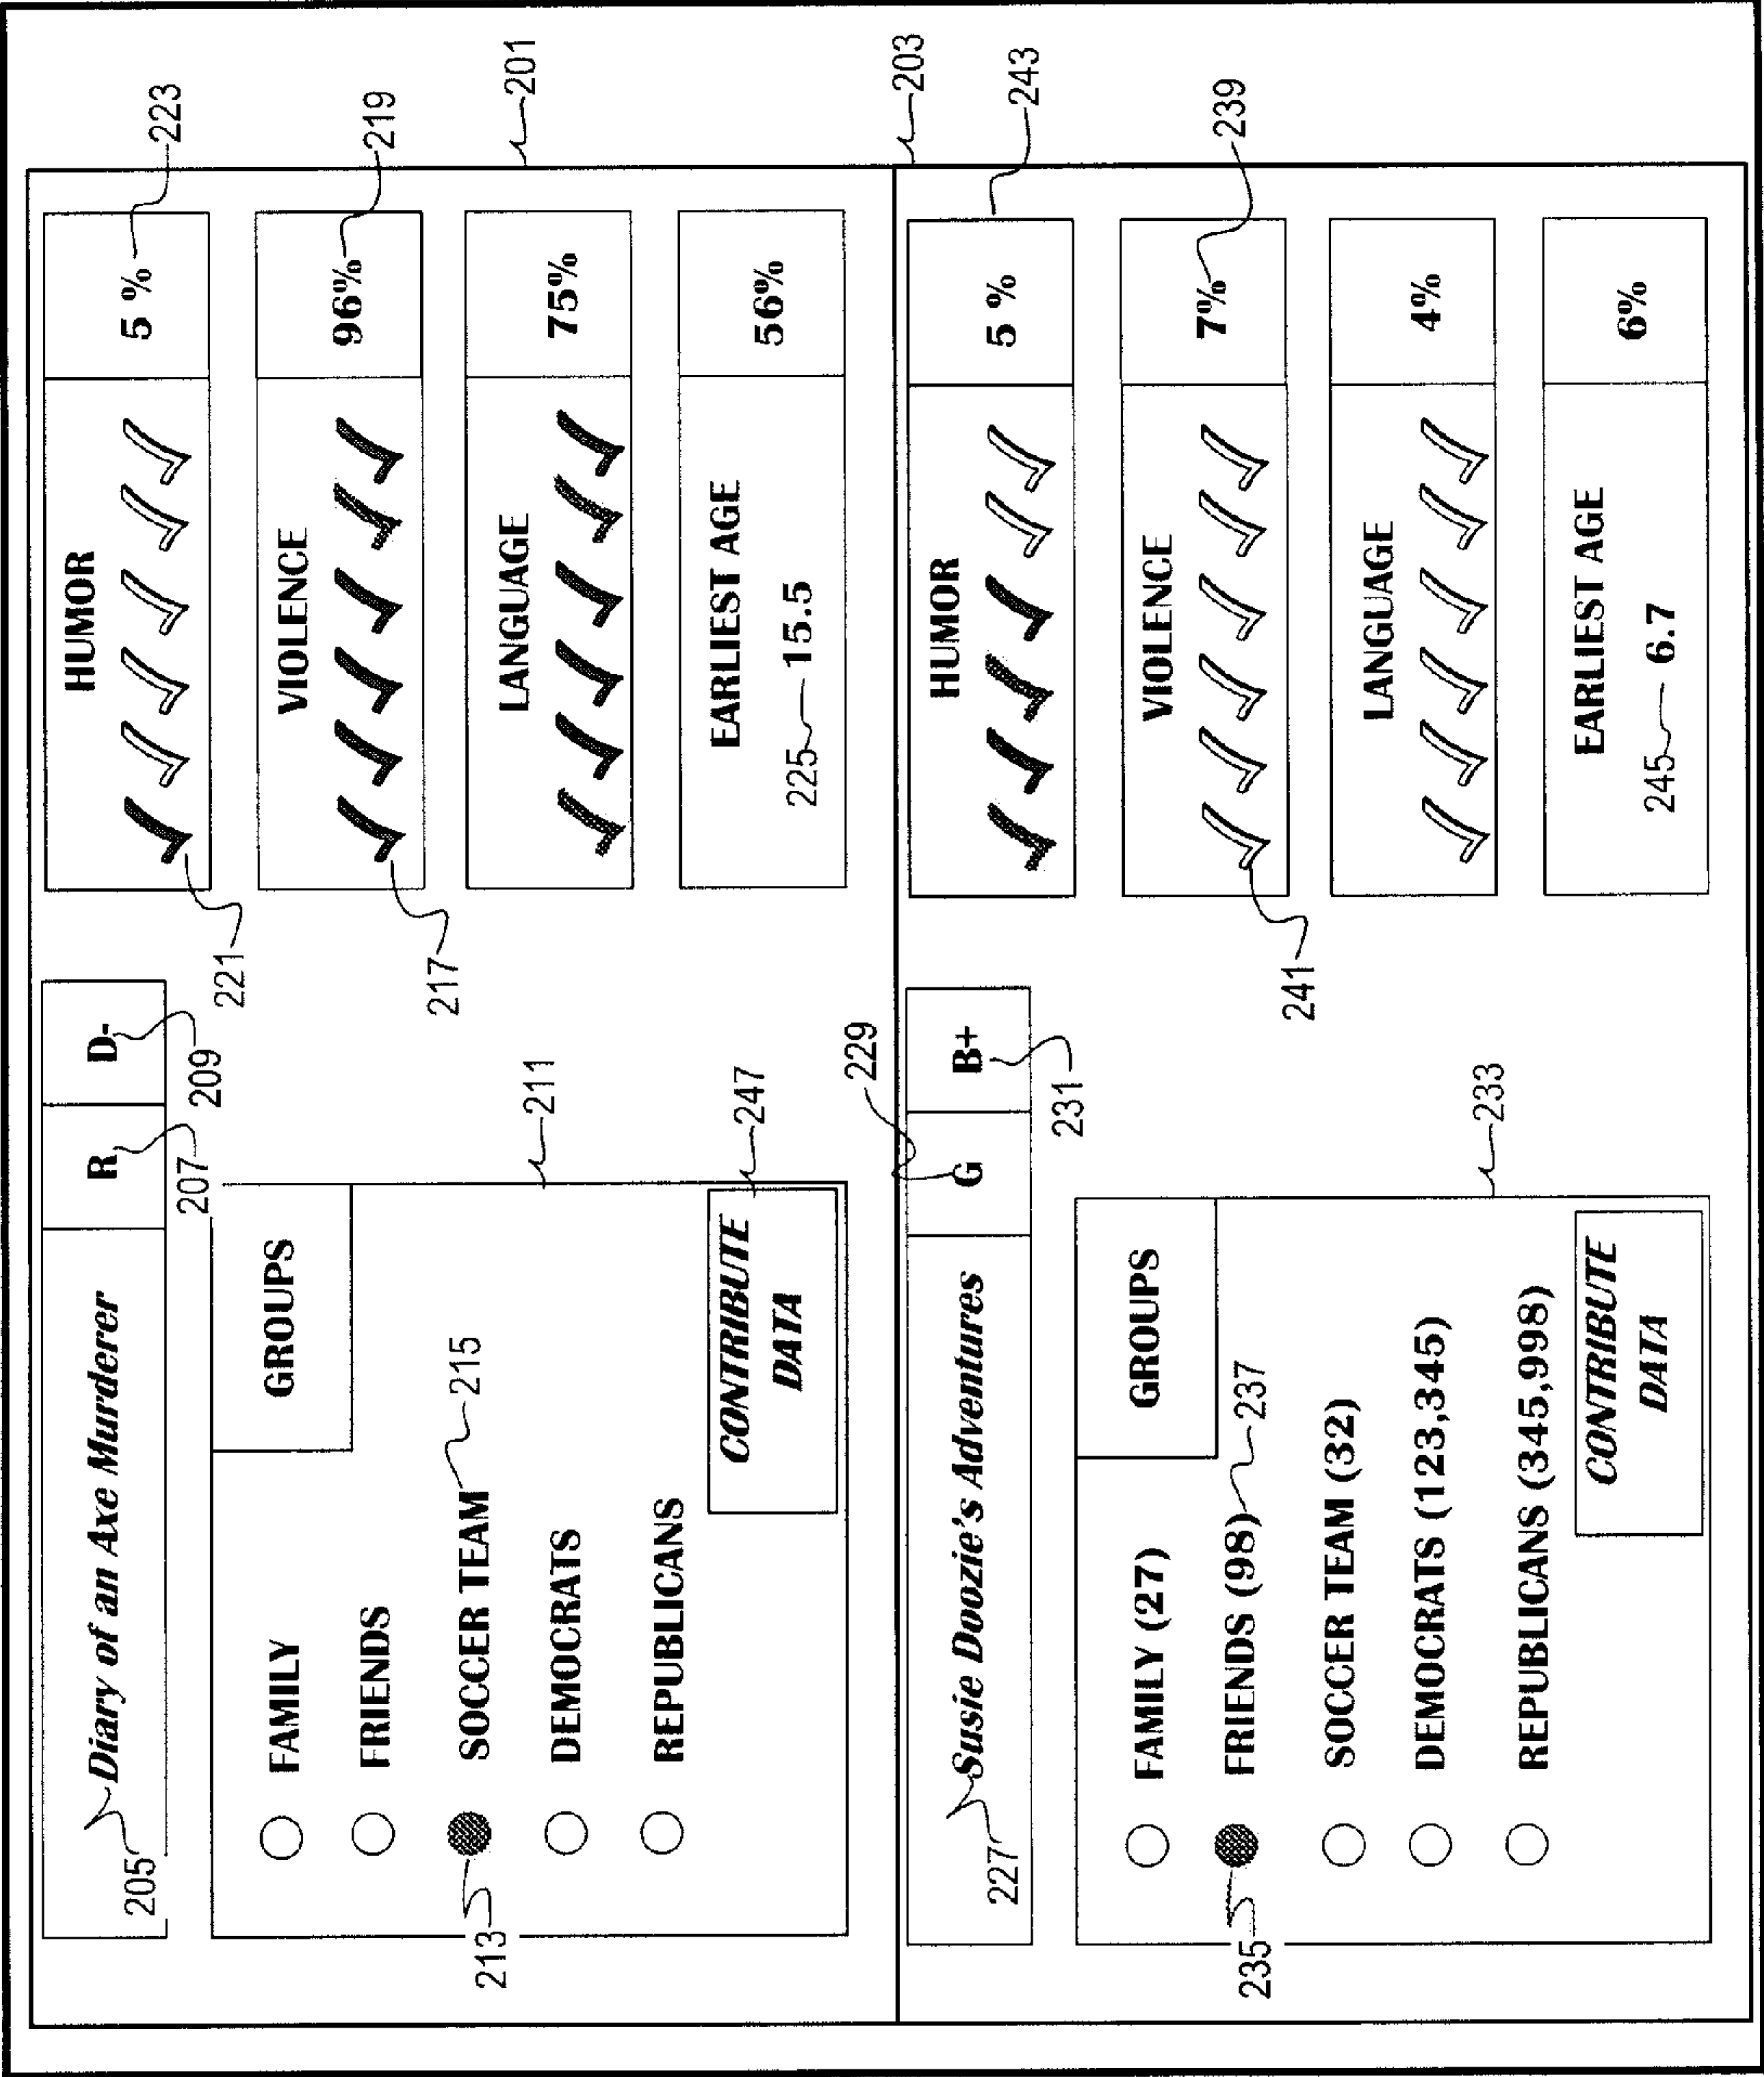 205 Diary of an Axe Murderer
R
D-
207
209
GROUPS
FAMILY
FRIENDS
213
SOCCER TEAM 215
DEMOCRATS
REPUBLICANS
CONTRIBUTE
DATA
211
247
HUMOR
5 %
221
223
VIOLENCE
96%
217
219
LANGUAGE
75%
EARLIEST AGE
56%
225 15.5
201
203
227 Susie Doozie's Adventures
G
B+
229
231
GROUPS
FAMILY (27)
235
FRIENDS (98) 237
SOCCER TEAM (32)
DEMOCRATS (123,345)
REPUBLICANS (345,998)
CONTRIBUTE
DATA
233
HUMOR
5 %
243
VIOLENCE
7%
241
239
LANGUAGE
4%
EARLIEST AGE
6%
245 6.7